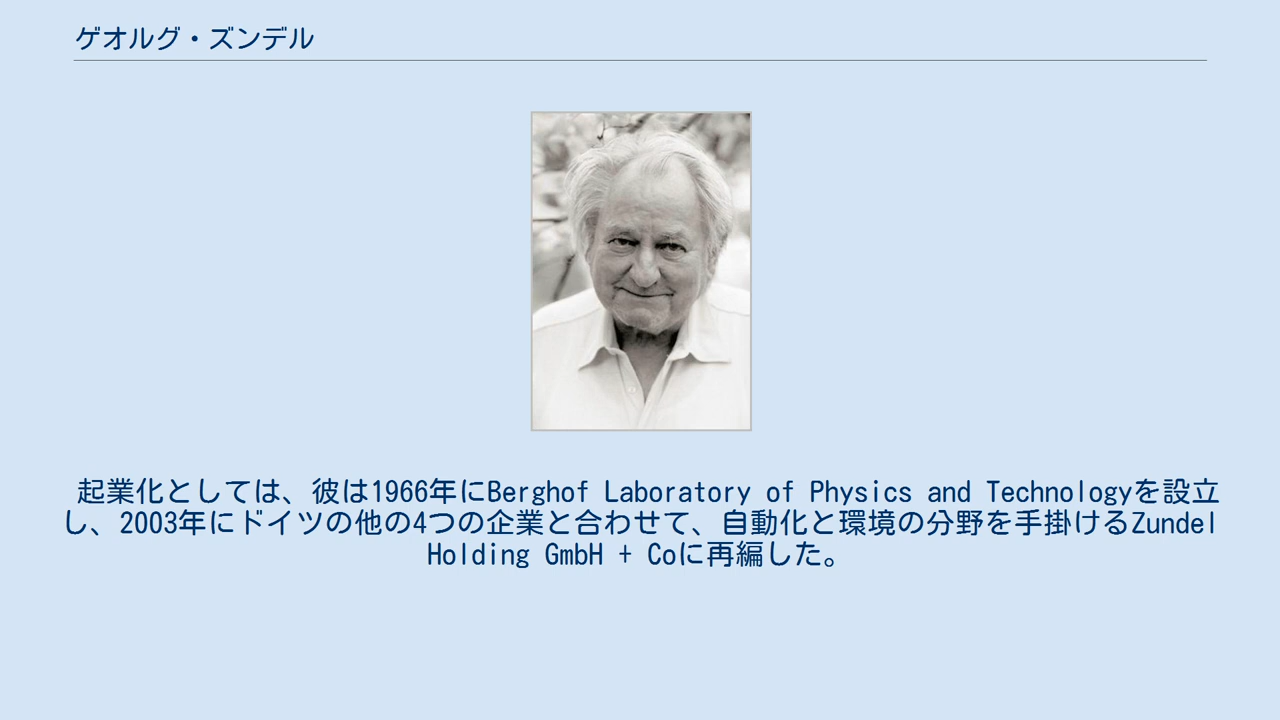 ゲオルグ・ズンデル
起業化としては、彼は1966年にBerghof Laboratory of Physics and Technologyを設立
し、2003年にドイツの他の4つの企業と合わせて、自動化と環境の分野を手掛けるZundel
Holding GmbH + Coに再編した。